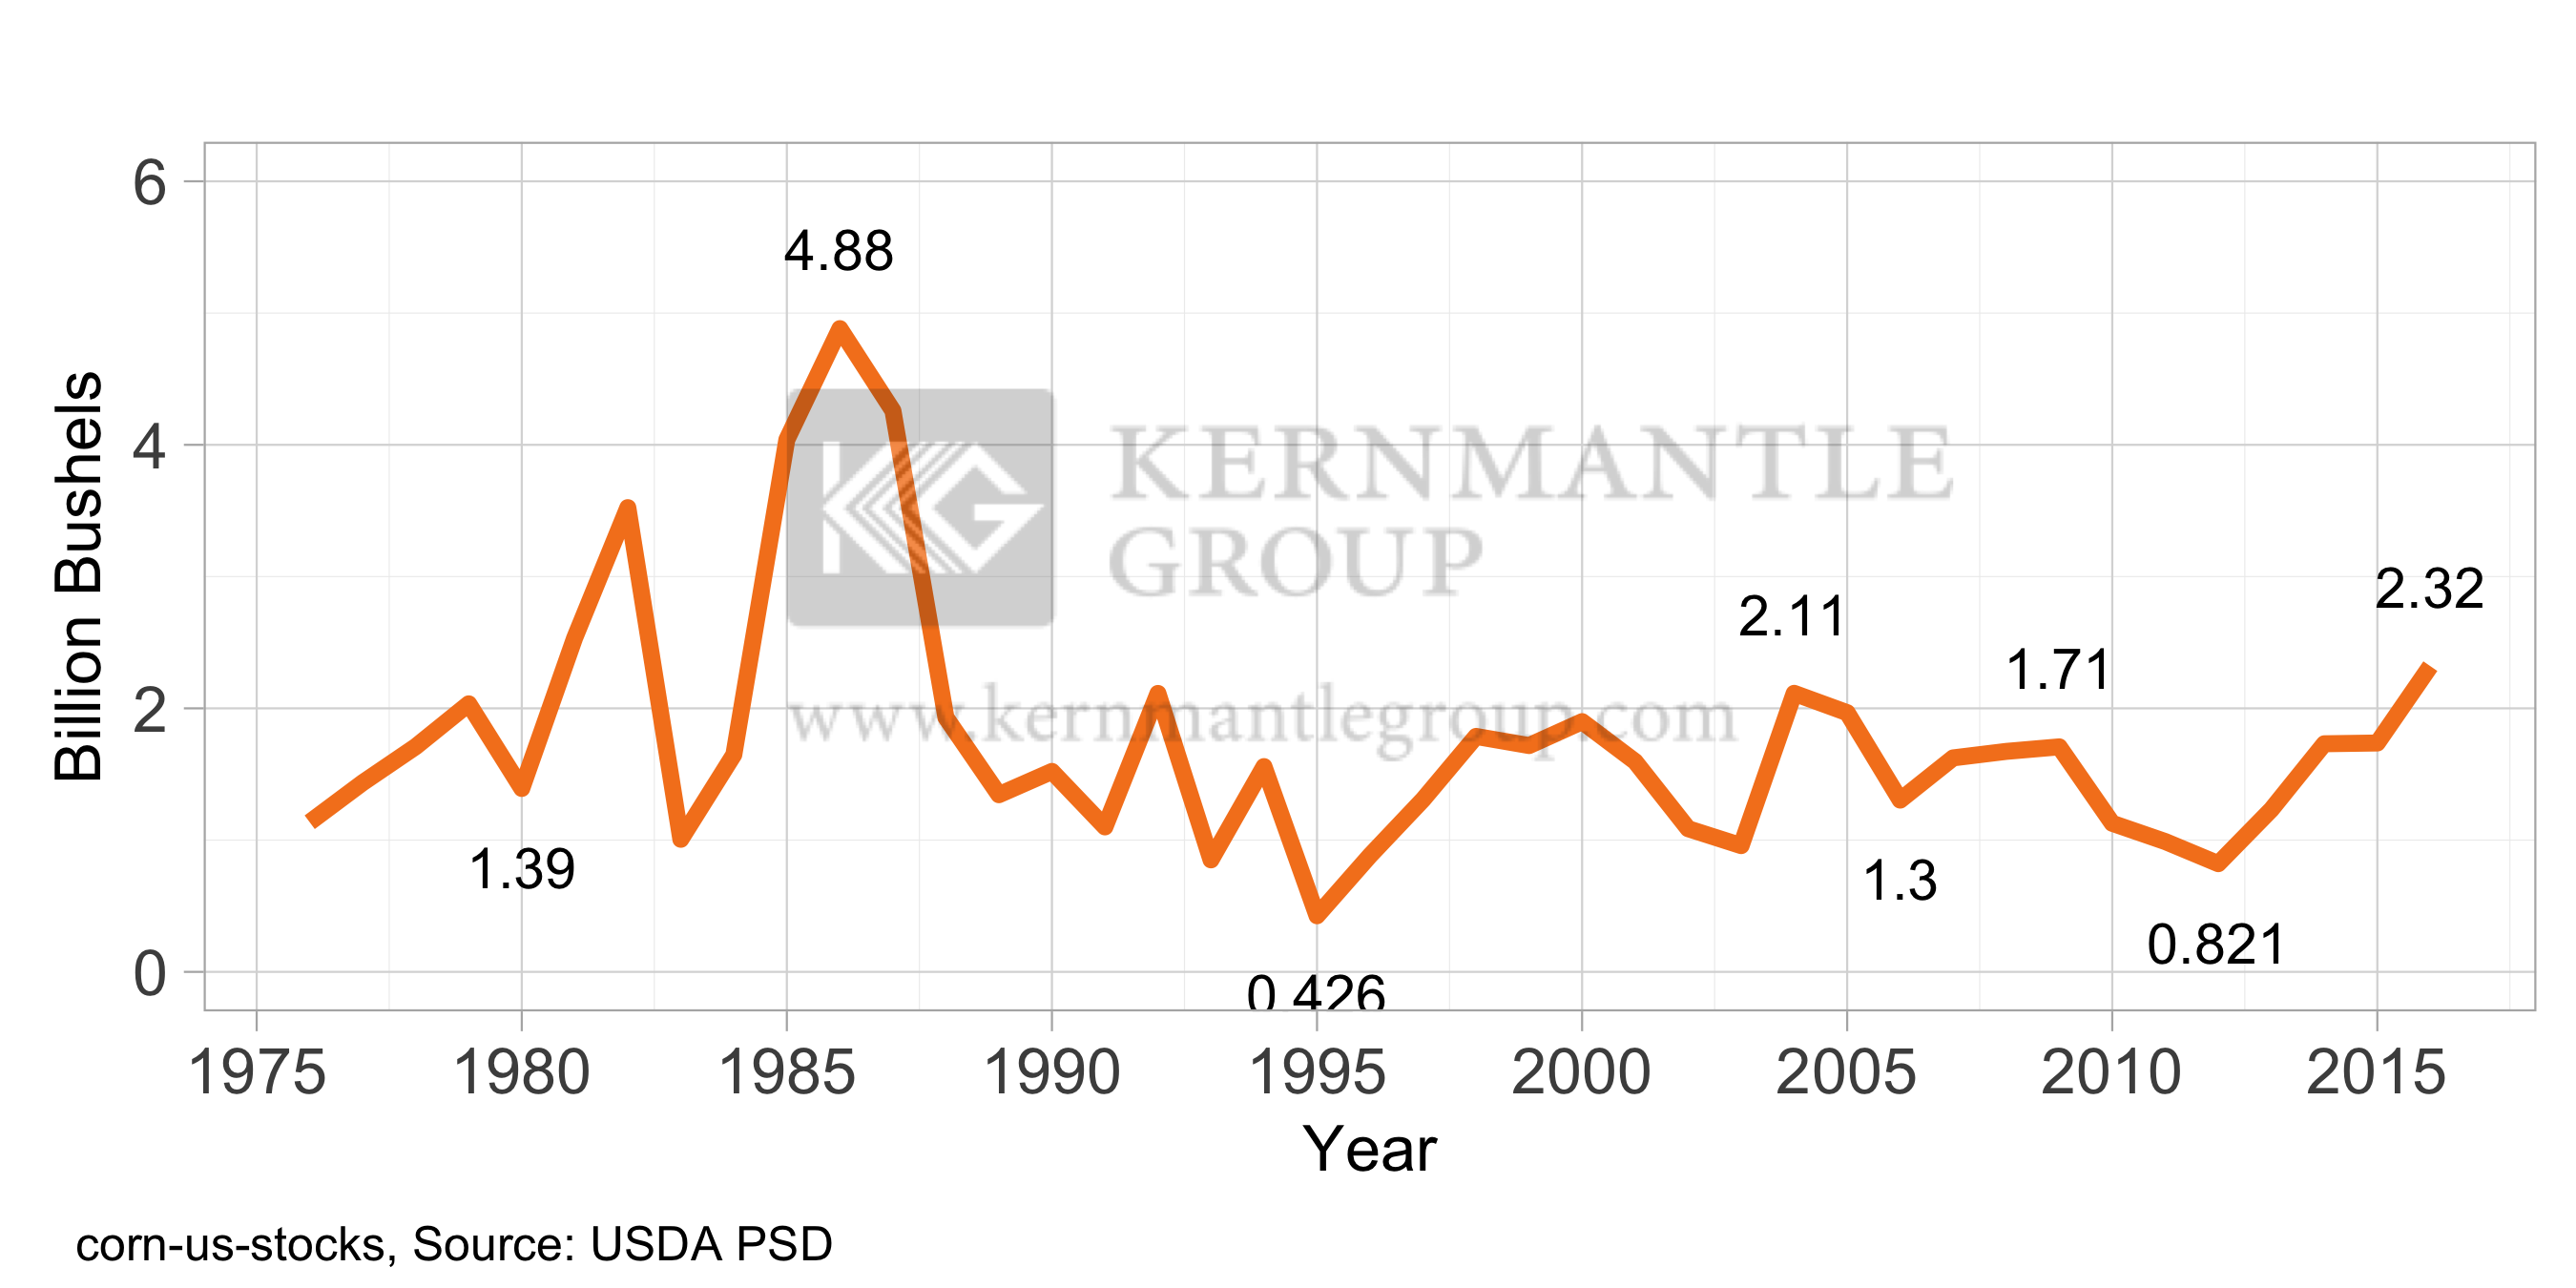 6
4.88
Billion Bushels
4
KERNMANTLE
GROUP
2.32
2.11
1.71
2
www.kernmantlegroup.com
1.39
1.3
0.821
0
0.426
1975 1980 1985 1990 1995 2000 2005 2010 2015
Year
corn-us-stocks, Source: USDA PSD